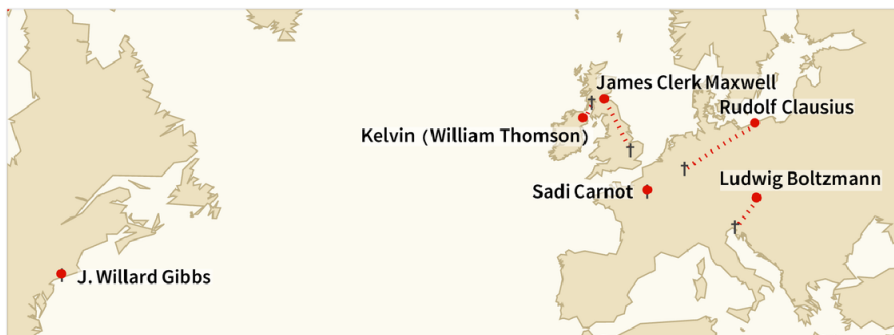 James Clerk Maxwell
Rudolf Clausius
Kelvin (William Thomson)
Ludwig Boltzmann
Sadi Carnot
J. Willard Gibbs